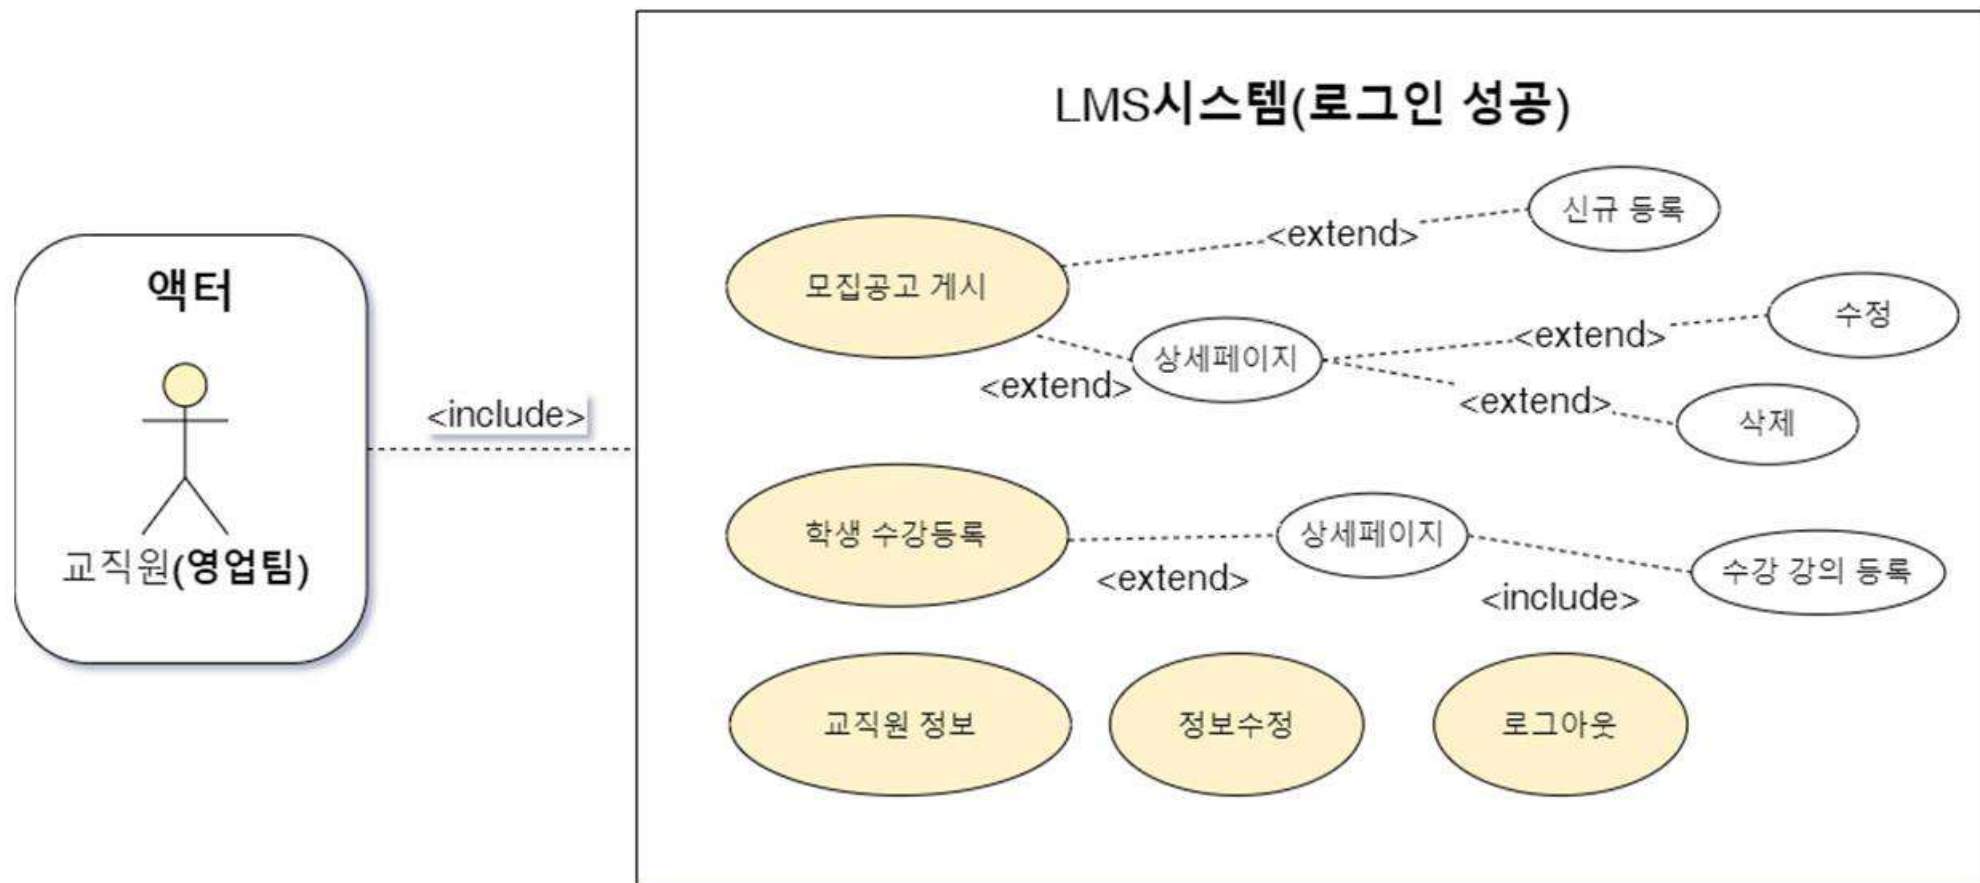 LMS시스템(로그인 성공)
액터
교직원(영업팀)
<include>
모집공고 게시
<extend>
신규 등록
<extend>
상세페이지
<extend>
수정
<extend>
삭제
학생 수강등록
<extend>
상세페이지
<include>
수강 강의 등록
교직원 정보
정보수정
로그아웃